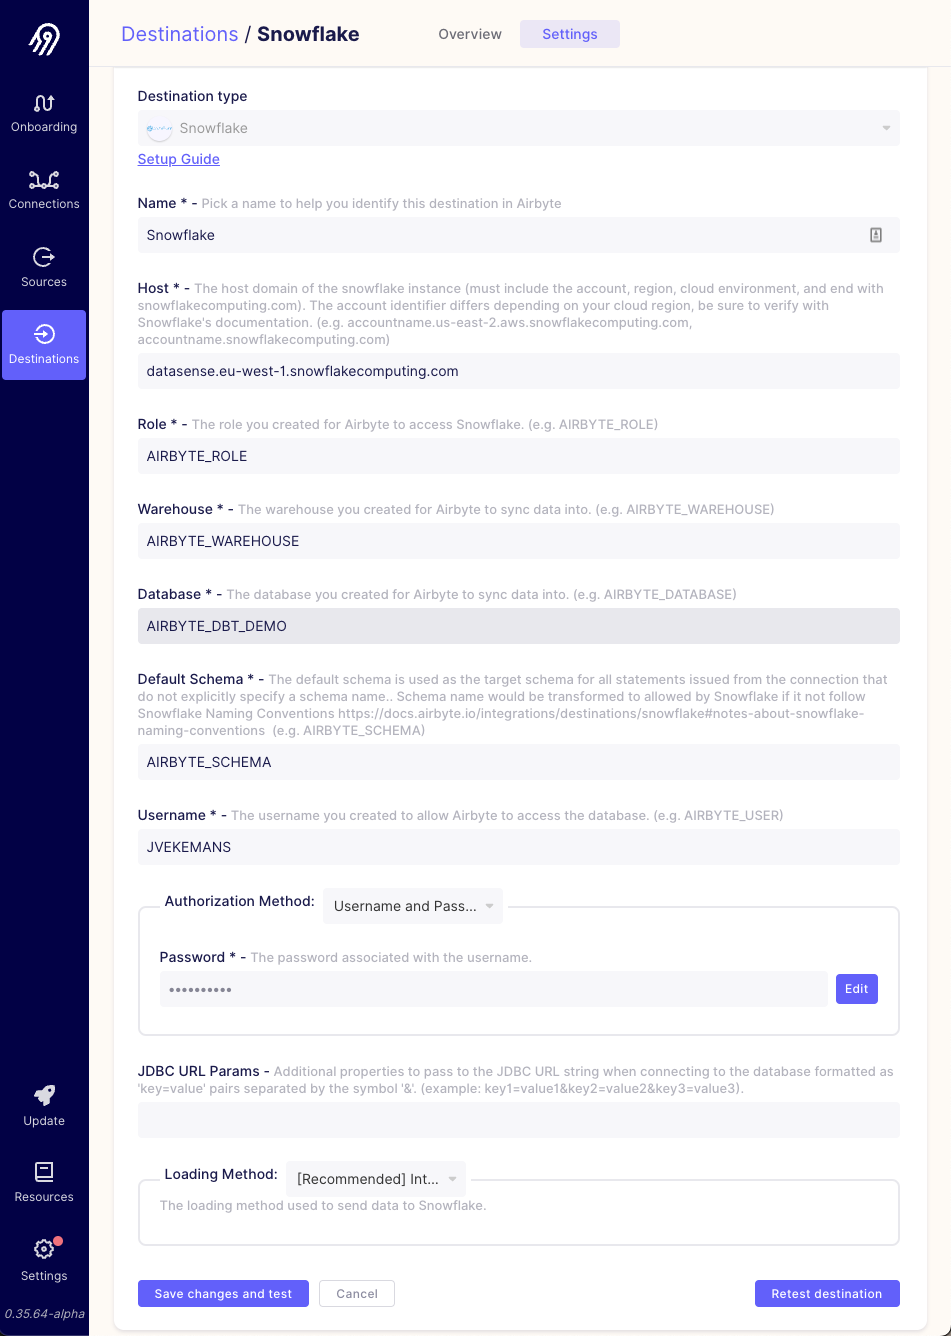 Destinations / Snowflake
Overview
Settings
Onboarding
Connections
Sources
Destinations
Update
Resources
Settings
0.35.64-alpha
Destination type
Snowflake
Setup Guide
Name * - Pick a name to help you identify this destination in Airbyte
Snowflake
Host * - The host domain of the snowflake instance (must include the account, region, cloud environment, and end with
snowflakecomputing.com). The account identifier differs depending on your cloud region, be sure to verify with
Snowflake's documentation. (e.g. accountname.us-east-2.aws.snowflakecomputing.com,
accountname.snowflakecomputing.com)
datasense.eu-west-1.snowflakecomputing.com
Role * - The role you created for Airbyte to access Snowflake. (e.g. AIRBYTE_ROLE)
AIRBYTE_ROLE
Warehouse * - The warehouse you created for Airbyte to sync data into. (e.g. AIRBYTE_WAREHOUSE)
AIRBYTE_WAREHOUSE
Database * - The database you created for Airbyte to sync data into. (e.g. AIRBYTE_DATABASE)
AIRBYTE_DBT_DEMO
Default Schema * - The default schema is used as the target schema for all statements issued from the connection that
do not explicitly specify a schema name.. Schema name would be transformed to allowed by Snowflake if it not follow
Snowflake Naming Conventions https://docs.airbyte.io/integrations/destinations/snowflake#notes-about-snowflake-
naming-conventions (e.g. AIRBYTE_SCHEMA)
AIRBYTE_SCHEMA
Username * - The username you created to allow Airbyte to access the database. (e.g. AIRBYTE_USER)
JVEKEMANS
Authorization Method: Username and Pass...
Password * - The password associated with the username.
••••••••••
Edit
JDBC URL Params - Additional properties to pass to the JDBC URL string when connecting to the database formatted as
'key=value' pairs separated by the symbol '&'. (example: key1=value1&key2=value2&key3=value3).
Loading Method: [Recommended] Int...
The loading method used to send data to Snowflake.
Save changes and test
Cancel
Retest destination